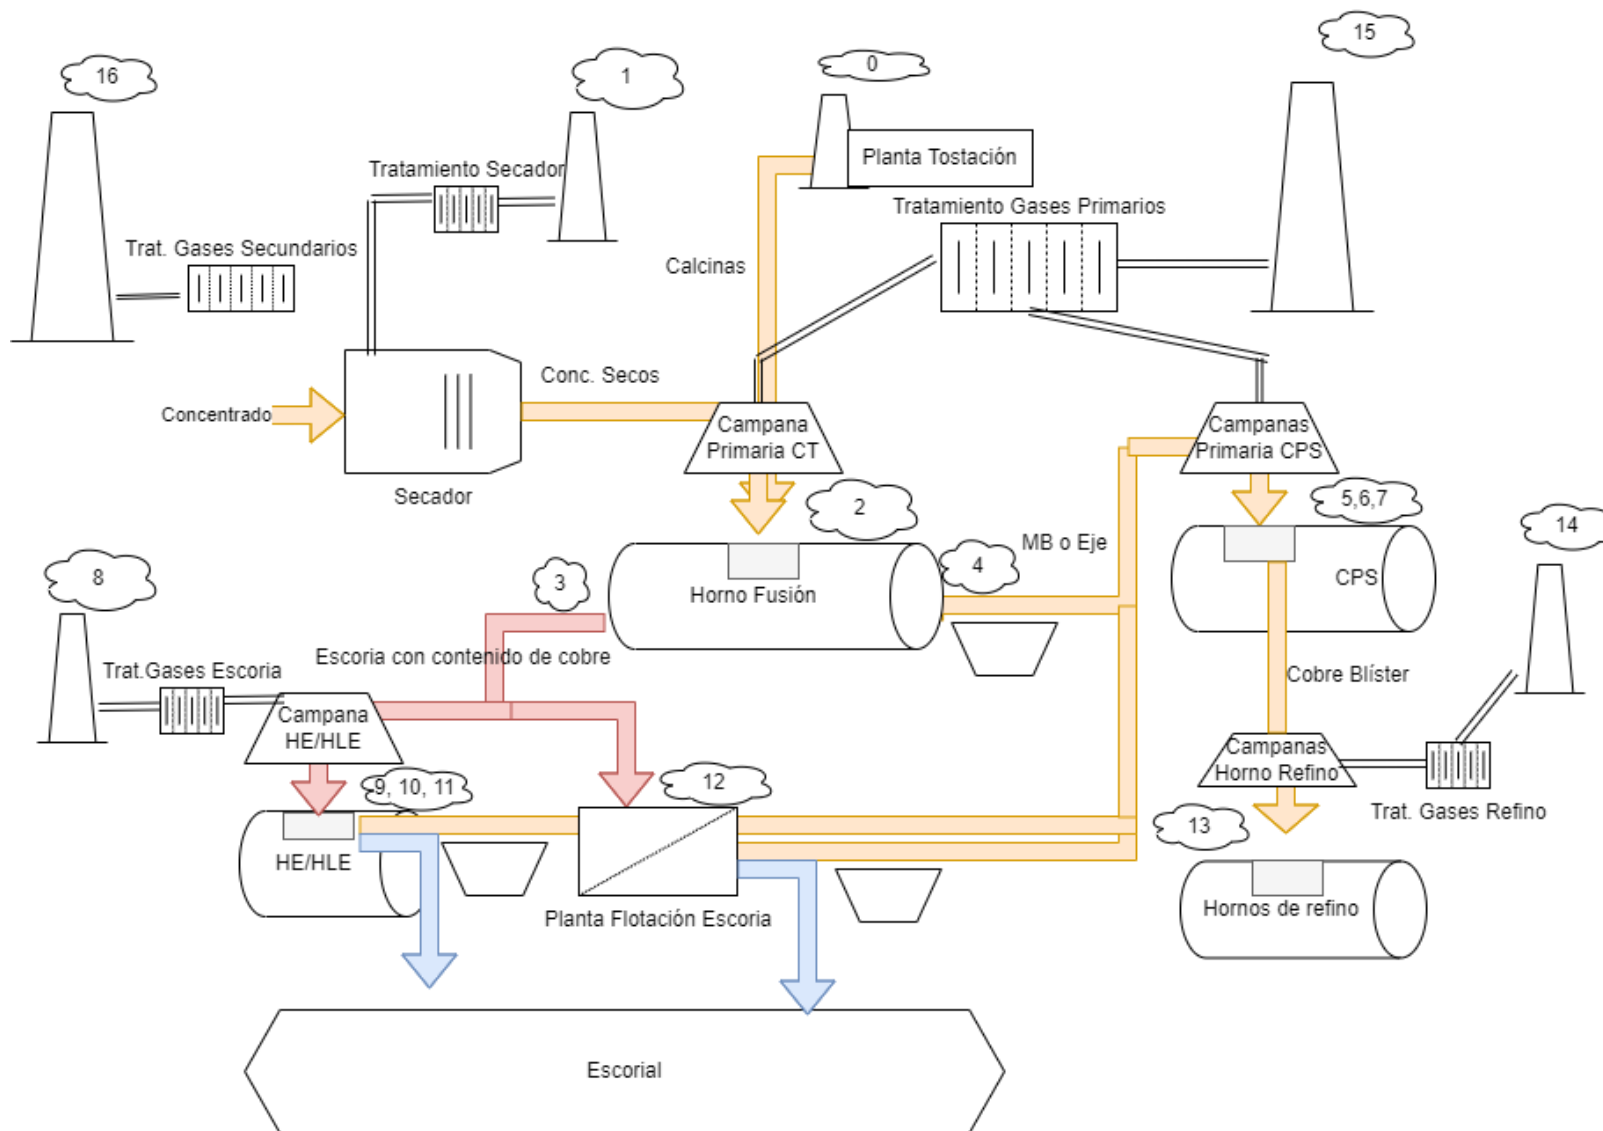 15
16
1
0
Planta Tostación
Tratamiento Secador
Tratamiento Gases Primarios
Trat. Gases Secundarios
Calcinas
Conc. Secos
Concentrado
Campana
Primaria CT
Campanas
Primaria CPS
Secador
2
5,6,7
14
MB o Eje
4
3
8
Horno Fusión
CPS
Escoria con contenido de cobre
Trat.Gases Escoria
Cobre Blíster
Campana
HE/HLE
Campanas
Horno Refino
9, 10, 11
12
Trat. Gases Refino
13
HE/HLE
Planta Flotación Escoria
Hornos de refino
Escorial